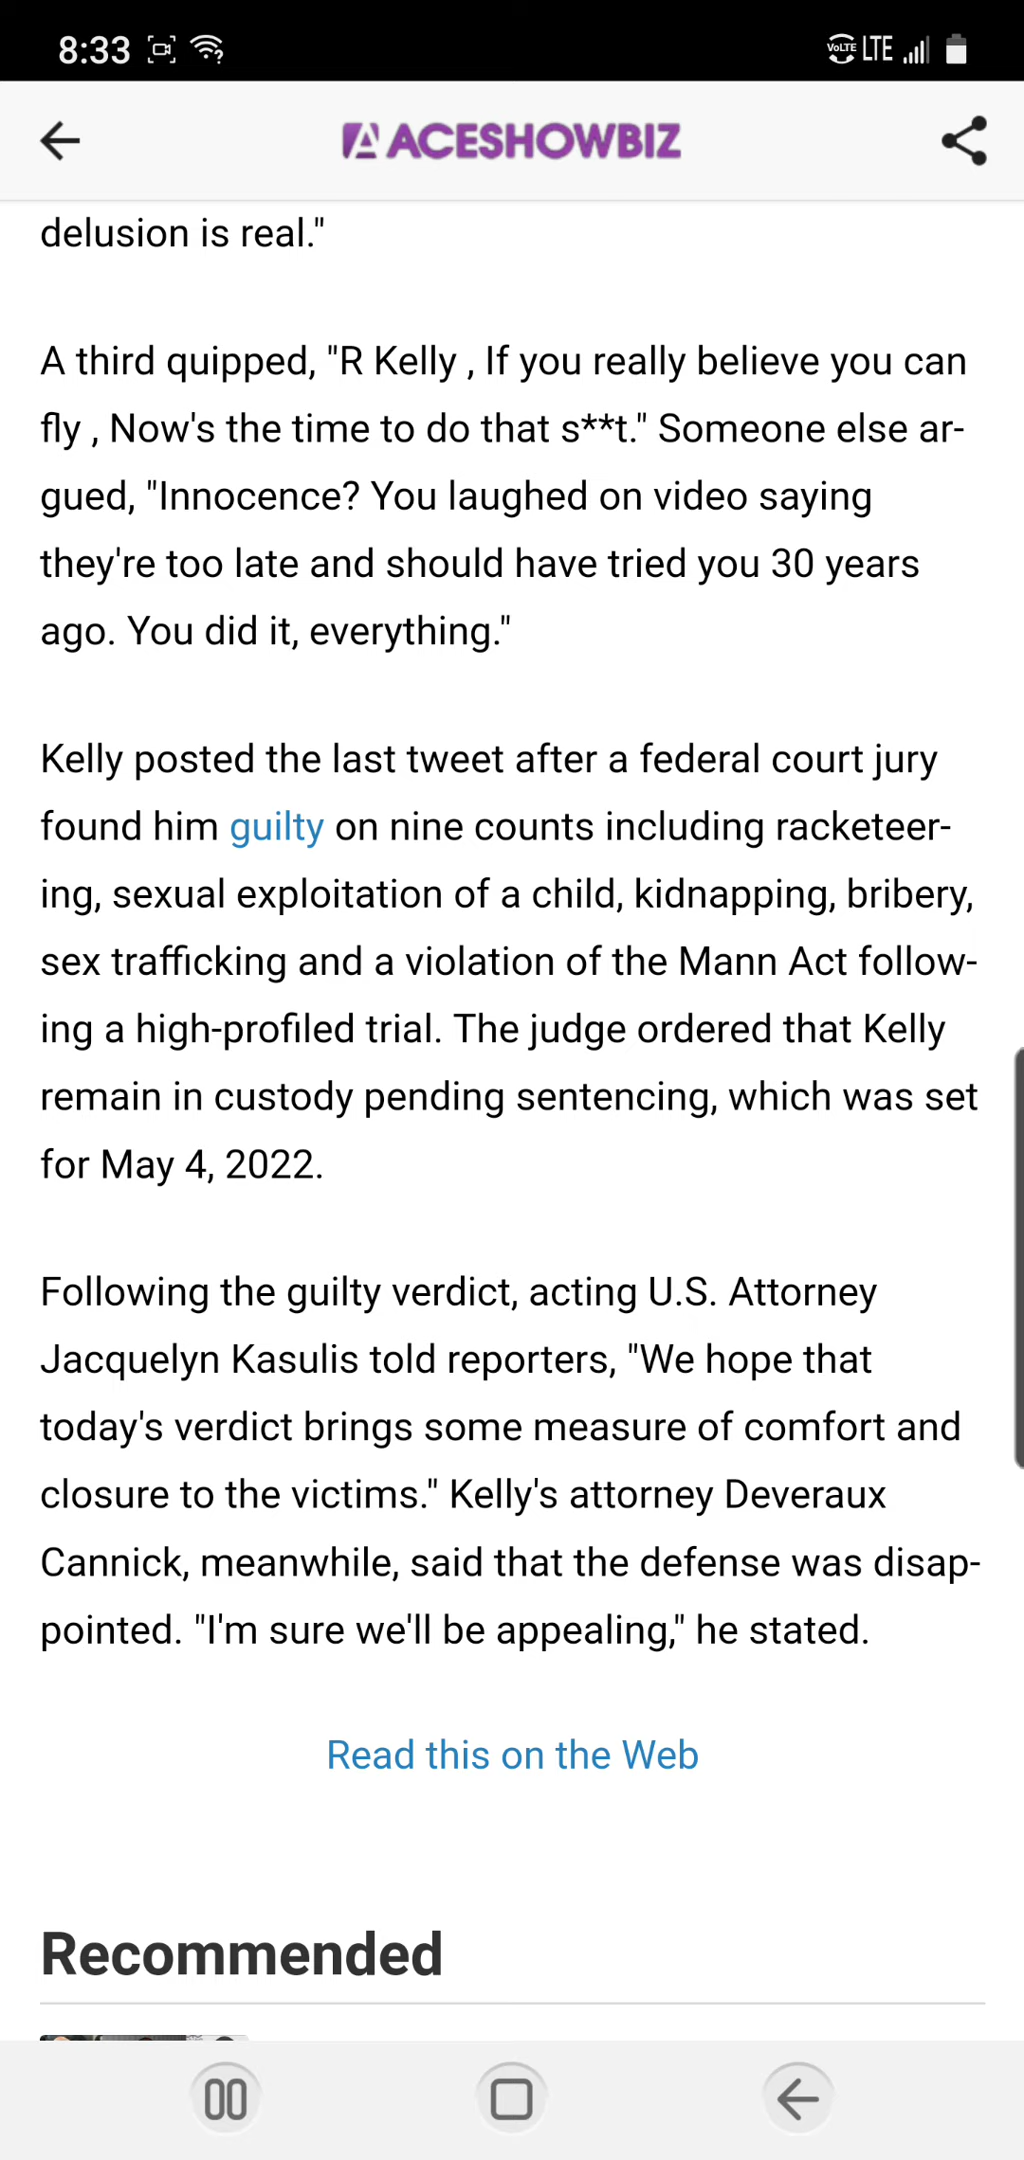 8:33
VoLTE LTE
ACESHOWBIZ
delusion is real."
A third quipped, "R Kelly , If you really believe you can
fly , Now's the time to do that s**t." Someone else ar-
gued, "Innocence? You laughed on video saying
they're too late and should have tried you 30 years
ago. You did it, everything."
Kelly posted the last tweet after a federal court jury
found him guilty on nine counts including racketeer-
ing, sexual exploitation of a child, kidnapping, bribery,
sex trafficking and a violation of the Mann Act follow-
ing a high-profiled trial. The judge ordered that Kelly
remain in custody pending sentencing, which was set
for May 4, 2022.
Following the guilty verdict, acting U.S. Attorney
Jacquelyn Kasulis told reporters, "We hope that
today's verdict brings some measure of comfort and
closure to the victims." Kelly's attorney Deveraux
Cannick, meanwhile, said that the defense was disap-
pointed. "I'm sure we'll be appealing," he stated.
Read this on the Web
Recommended